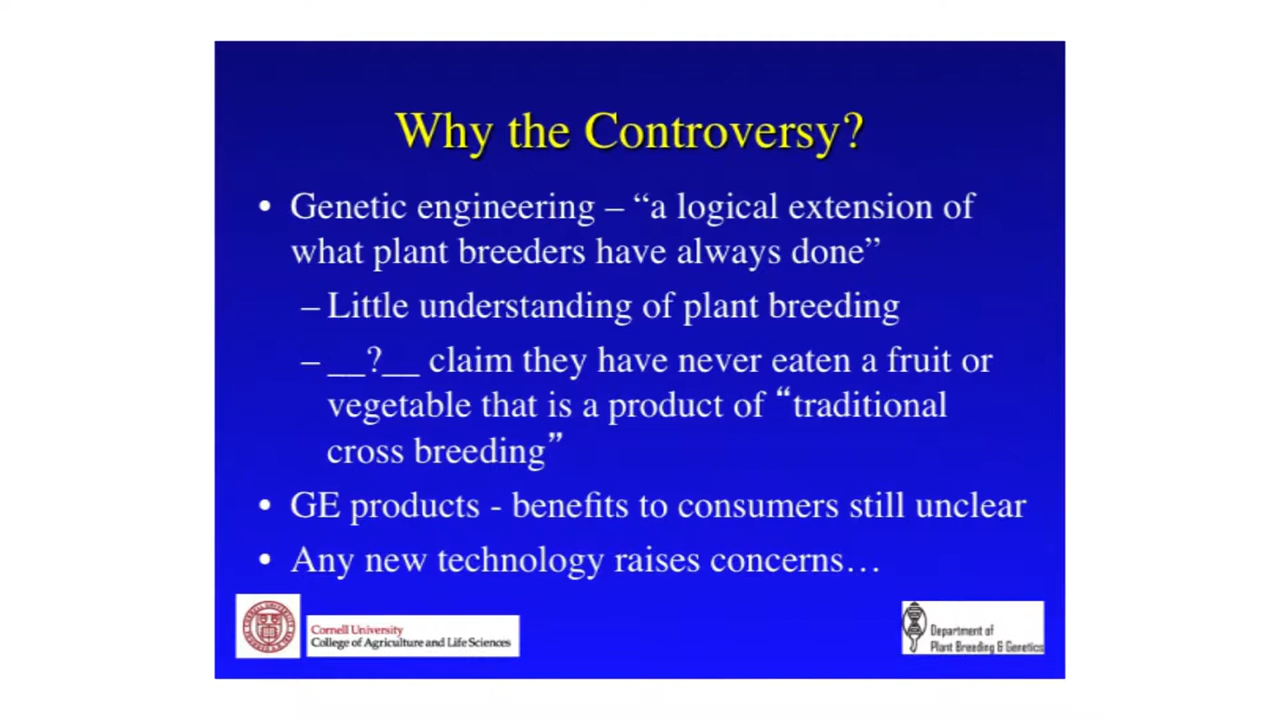 Why the Controversy?
• Genetic engineering – “a logical extension of
what plant breeders have always done”
– Little understanding of plant breeding
– __?__ claim they have never eaten a fruit or
vegetable that is a product of “traditional
cross breeding”
• GE products - benefits to consumers still unclear
• Any new technology raises concerns…
Cornell University
College of Agriculture and Life Sciences
Department of
Plant Breeding & Genetics